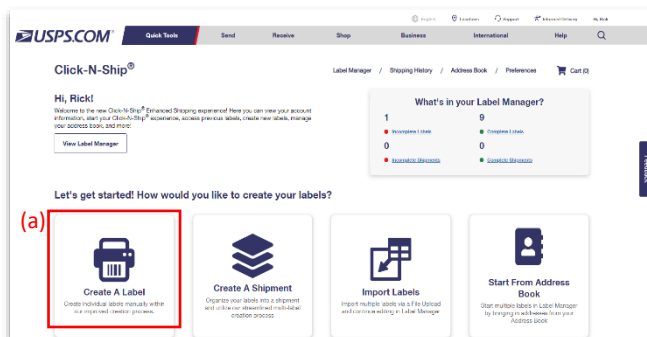 English Locations Support Informed Delivery Hi, Rick
USPS.COM® Quick Tools Send Receive Shop Business International Help
Click-N-Ship®
Label Manager / Shipping History / Address Book / Preferences Cart (0)
Hi, Rick!
Welcome to the new Click-N-Ship® Enhanced Shipping experience! Here you can view your account
information, start your Click-N-Ship® experience, access previous labels, create new labels, manage
your address book, and more!
View Label Manager
What's in your Label Manager?
1 9
Incomplete Labels Complete Labels
0 0
Incomplete Shipments Complete Shipments
Feedback
Let's get started! How would you like to create your labels?
(a)
Create A Label
Create individual labels manually within
our improved creation process.
Create A Shipment
Organize your labels into a shipment
and utilize our streamlined multi-label
creation process
Import Labels
Import multiple labels via a File Upload
and continue editing in Label Manager
Start From Address
Book
Start multiple labels in Label Manager
by bringing in addresses from your
Address Book